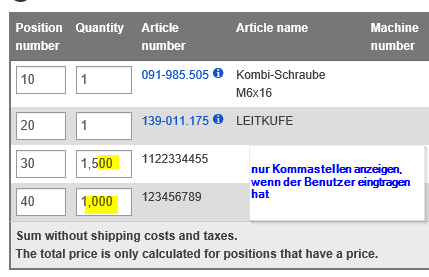 Position number Quantity Article number Article name Machine number
10 1 091-985.505 Kombi-Schraube M6x16
20 1 139-011.175 LEITKUFE
30 1,500 1122334455
40 1,000 123456789
nur Kommastellen anzeigen,
wenn der Benutzer eingtragen
hat
Sum without shipping costs and taxes.
The total price is only calculated for positions that have a price.